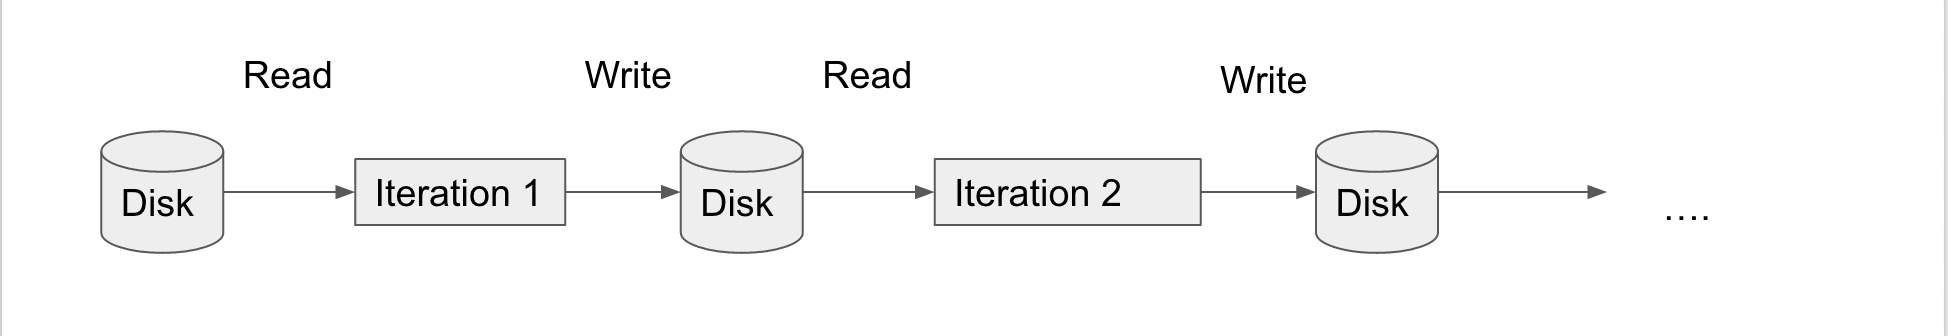 Read
Write
Read
Write
Disk
Iteration 1
Disk
Iteration 2
Disk
....